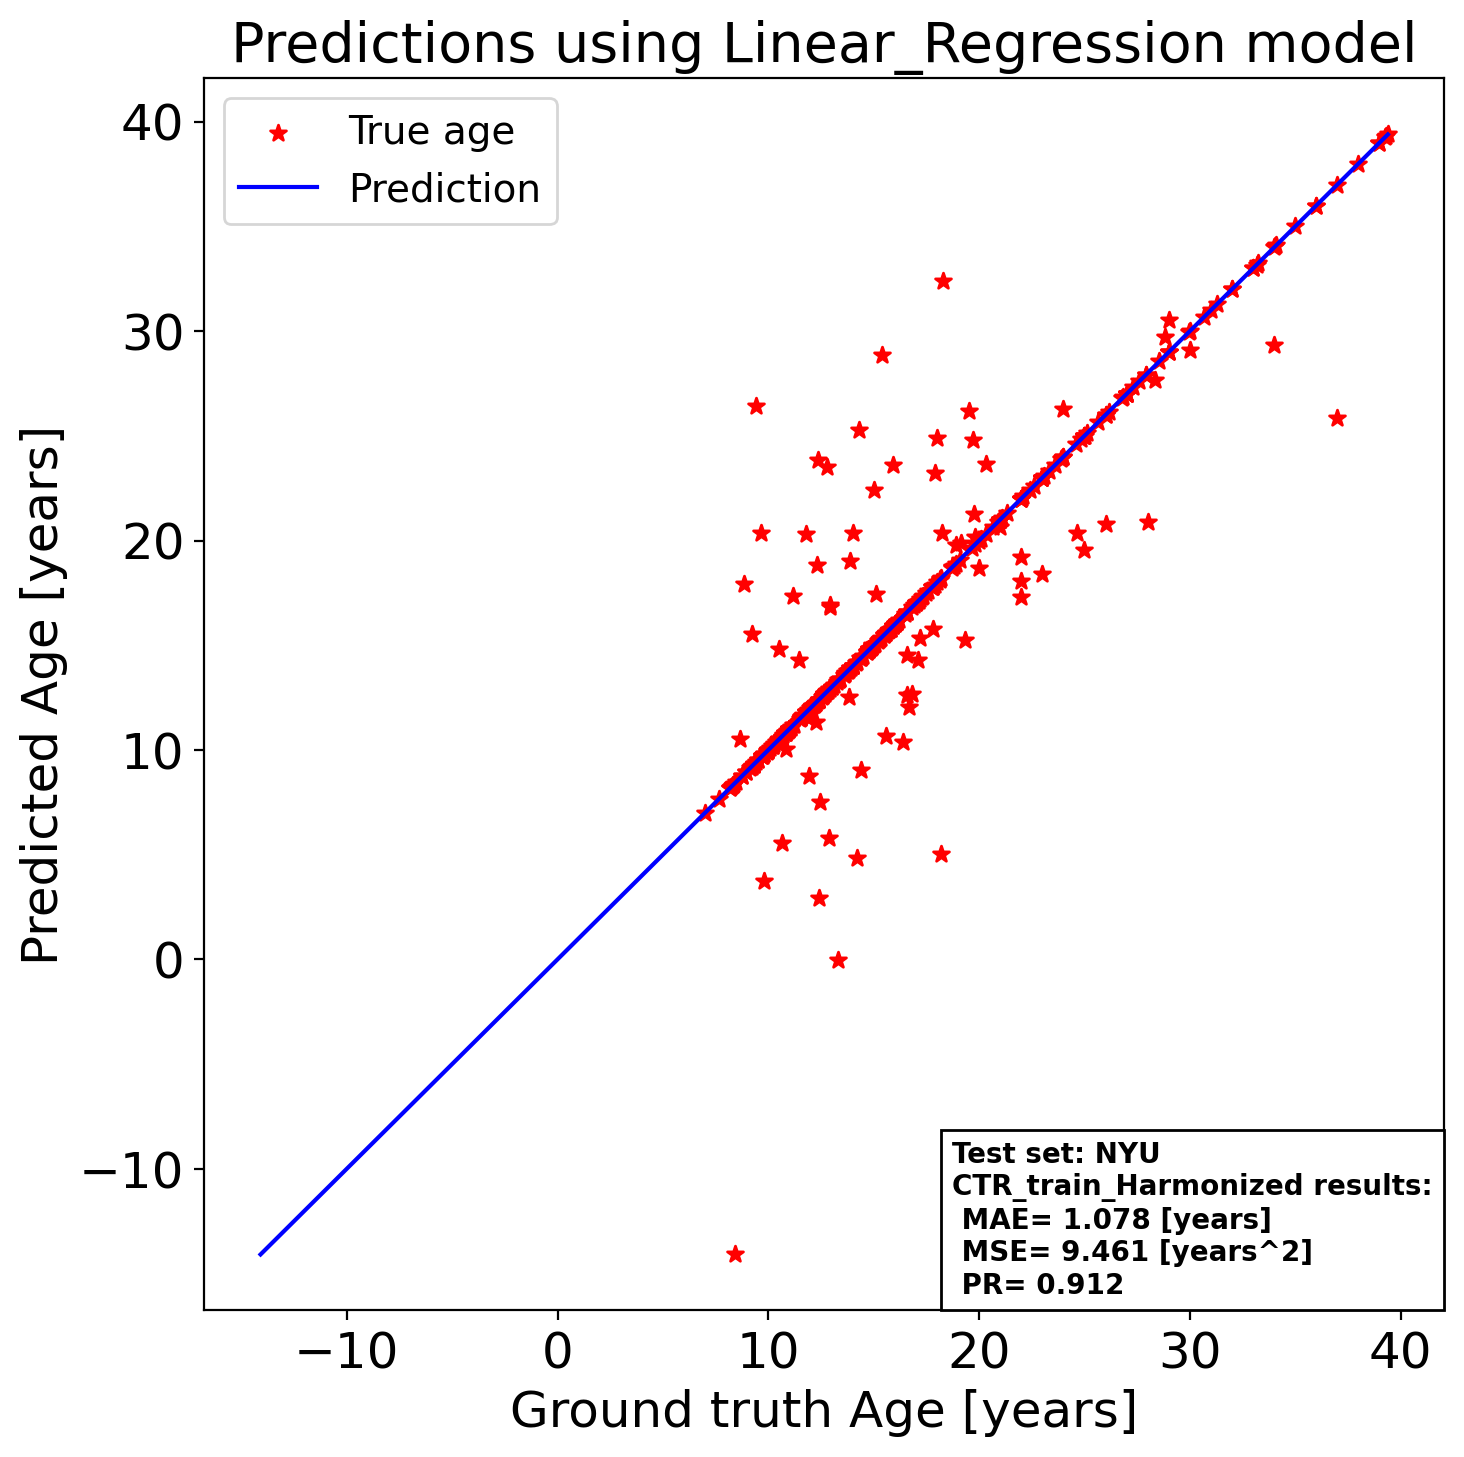 Predictions using Linear_Regression model
True age
Prediction
40
30
20
10
0
−10
Predicted Age [years]
Test set: NYU
CTR_train_Harmonized results:
MAE= 1.078 [years]
MSE= 9.461 [years^2]
PR= 0.912
−10 0 10 20 30 40
Ground truth Age [years]